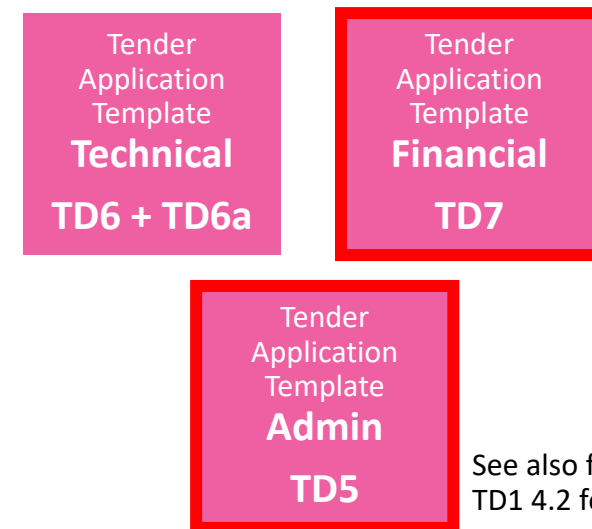 Tender
Application
Template
Technical
TD6 + TD6a
Tender
Application
Template
Financial
TD7
Tender
Application
Template
Admin
TD5
See also
TD1 4.2